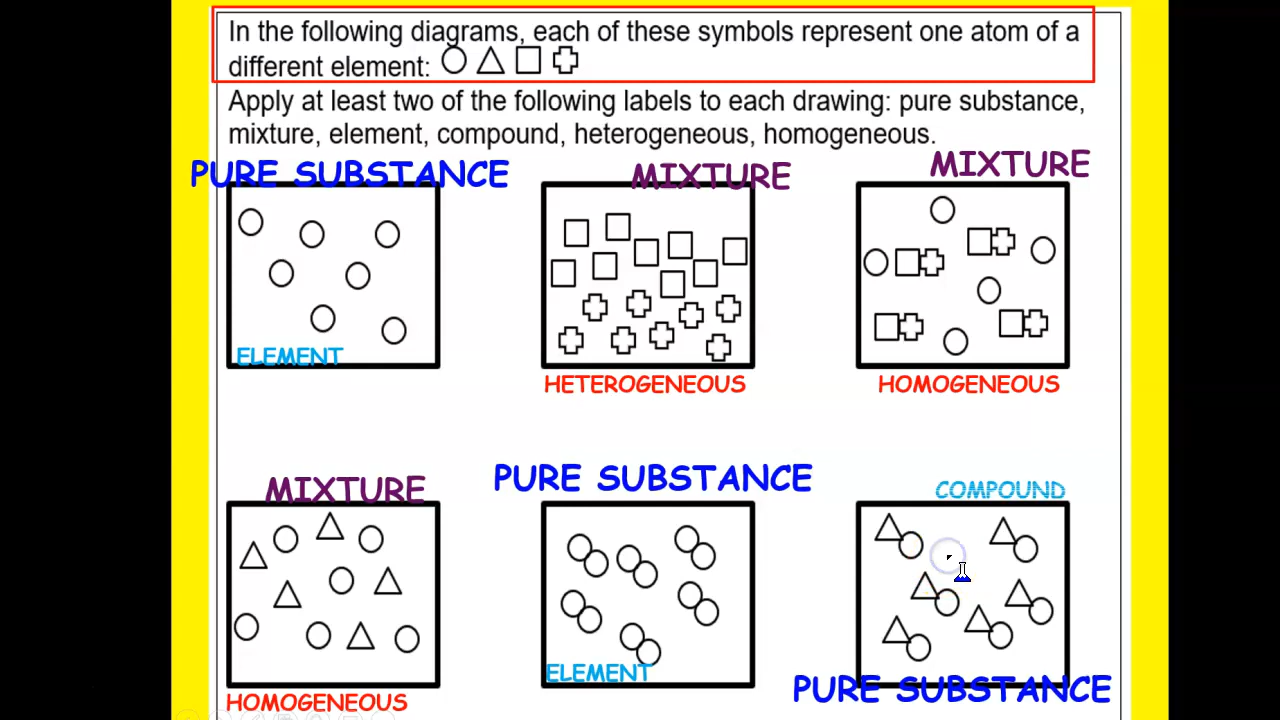 In the following diagrams, each of these symbols represent one atom of a
different element:
Apply at least two of the following labels to each drawing: pure substance,
mixture, element, compound, heterogeneous, homogeneous.
PURE SUBSTANCE
MIXTURE
MIXTURE
ELEMENT
HETEROGENEOUS
HOMOGENEOUS
MIXTURE
PURE SUBSTANCE
COMPOUND
HOMOGENEOUS
ELEMENT
PURE SUBSTANCE